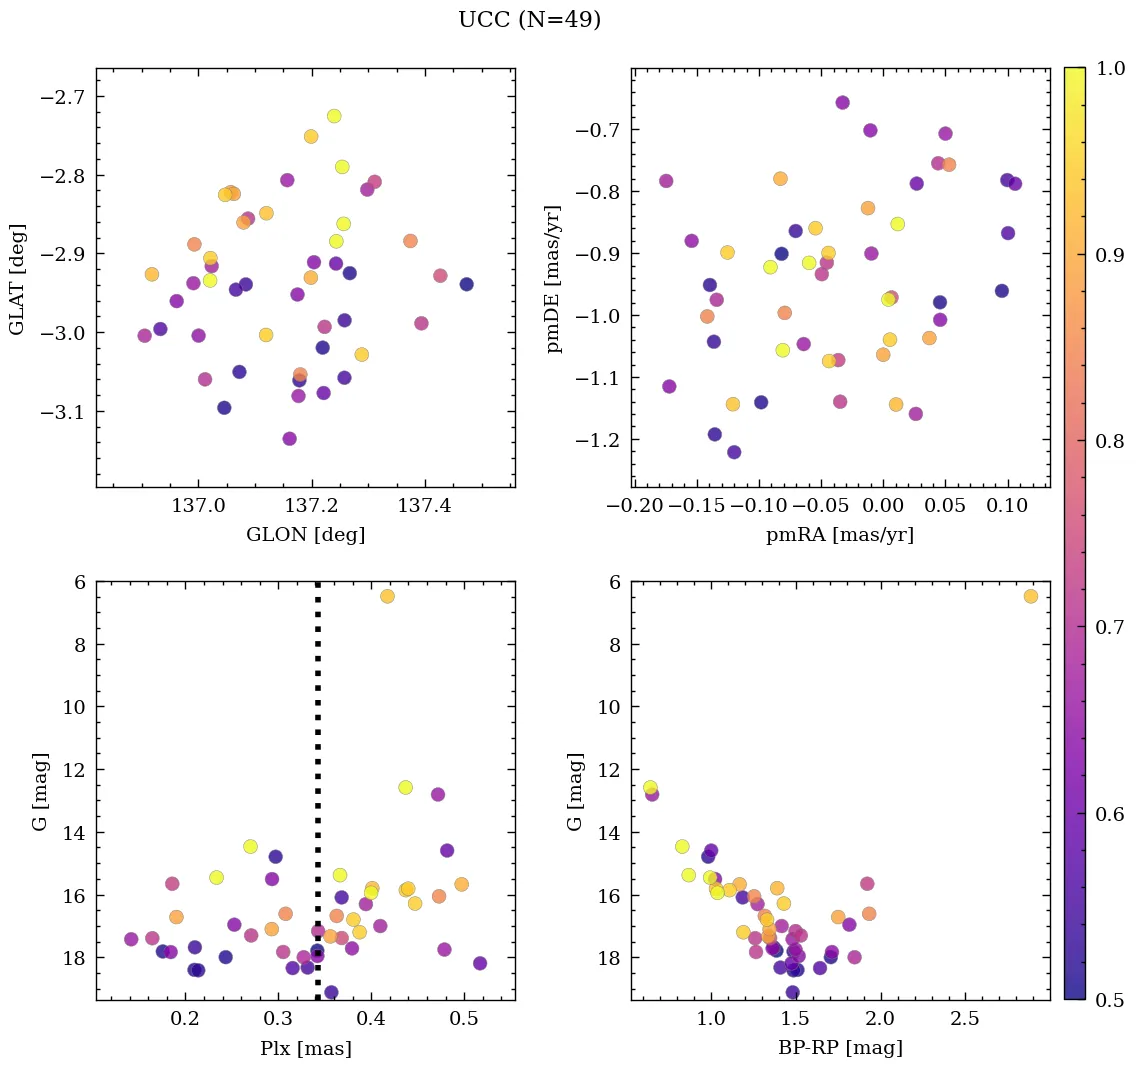 UCC (N=49)
−2.7
−2.8
−2.9
−3.0
−3.1
GLAT [deg]
137.0 137.2 137.4
GLON [deg]
−0.7
−0.8
−0.9
−1.0
−1.1
−1.2
pmDE [mas/yr]
−0.20 −0.15 −0.10 −0.05 0.00 0.05 0.10
pmRA [mas/yr]
6
8
10
12
14
16
18
G [mag]
0.2 0.3 0.4 0.5
Plx [mas]
6
8
10
12
14
16
18
G [mag]
1.0 1.5 2.0 2.5
BP-RP [mag]
1.0
0.9
0.8
0.7
0.6
0.5